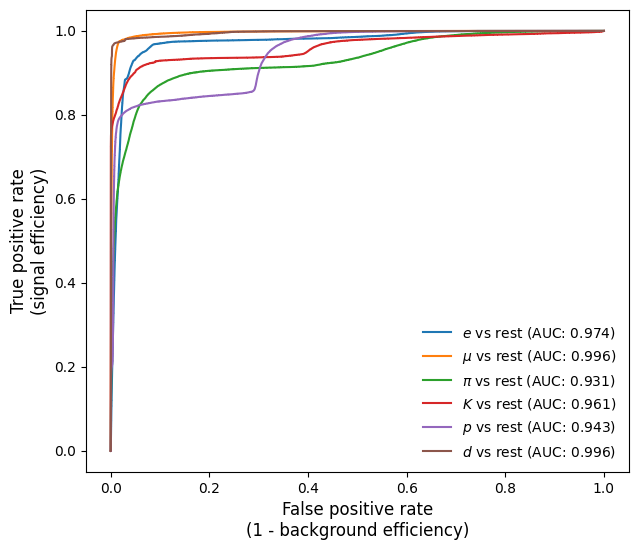 True positive rate
(signal efficiency)
1.0
0.8
0.6
0.4
0.2
0.0
e vs rest (AUC: 0.974)
μ vs rest (AUC: 0.996)
π vs rest (AUC: 0.931)
K vs rest (AUC: 0.961)
p vs rest (AUC: 0.943)
d vs rest (AUC: 0.996)
0.0 0.2 0.4 0.6 0.8 1.0
False positive rate
(1 - background efficiency)